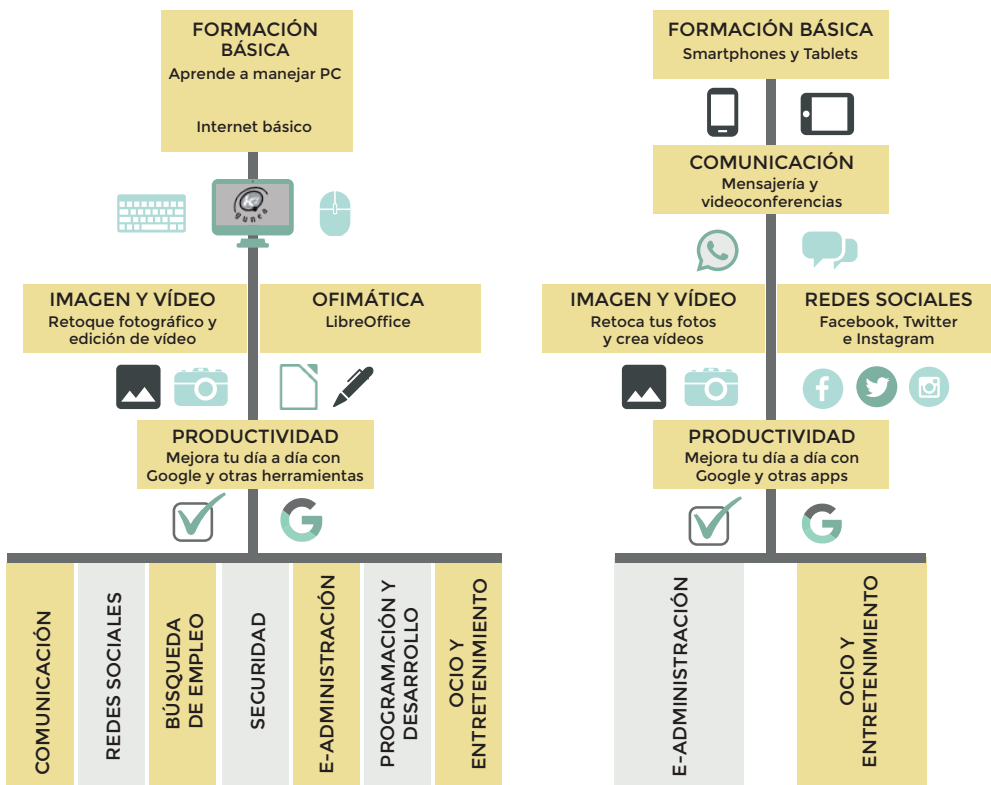 FORMACIÓN
BÁSICA
Aprende a manejar PC
Internet básico
K
gunea
IMAGEN Y VÍDEO
Retoque fotográfico y
edición de vídeo
OFIMÁTICA
LibreOffice
PRODUCTIVIDAD
Mejora tu día a día con
Google y otras herramientas
G
COMUNICACIÓN
REDES SOCIALES
BÚSQUEDA
DE EMPLEO
SEGURIDAD
E-ADMINISTRACIÓN
PROGRAMACIÓN Y
DESARROLLO
OCIO Y
ENTRETENIMIENTO
FORMACIÓN BÁSICA
Smartphones y Tablets
COMUNICACIÓN
Mensajería y
videoconferencias
IMAGEN Y VÍDEO
Retoca tus fotos
y crea vídeos
REDES SOCIALES
Facebook, Twitter
e Instagram
f
PRODUCTIVIDAD
Mejora tu día a día con
Google y otras apps
G
E-ADMINISTRACIÓN
OCIO Y
ENTRETENIMIENTO